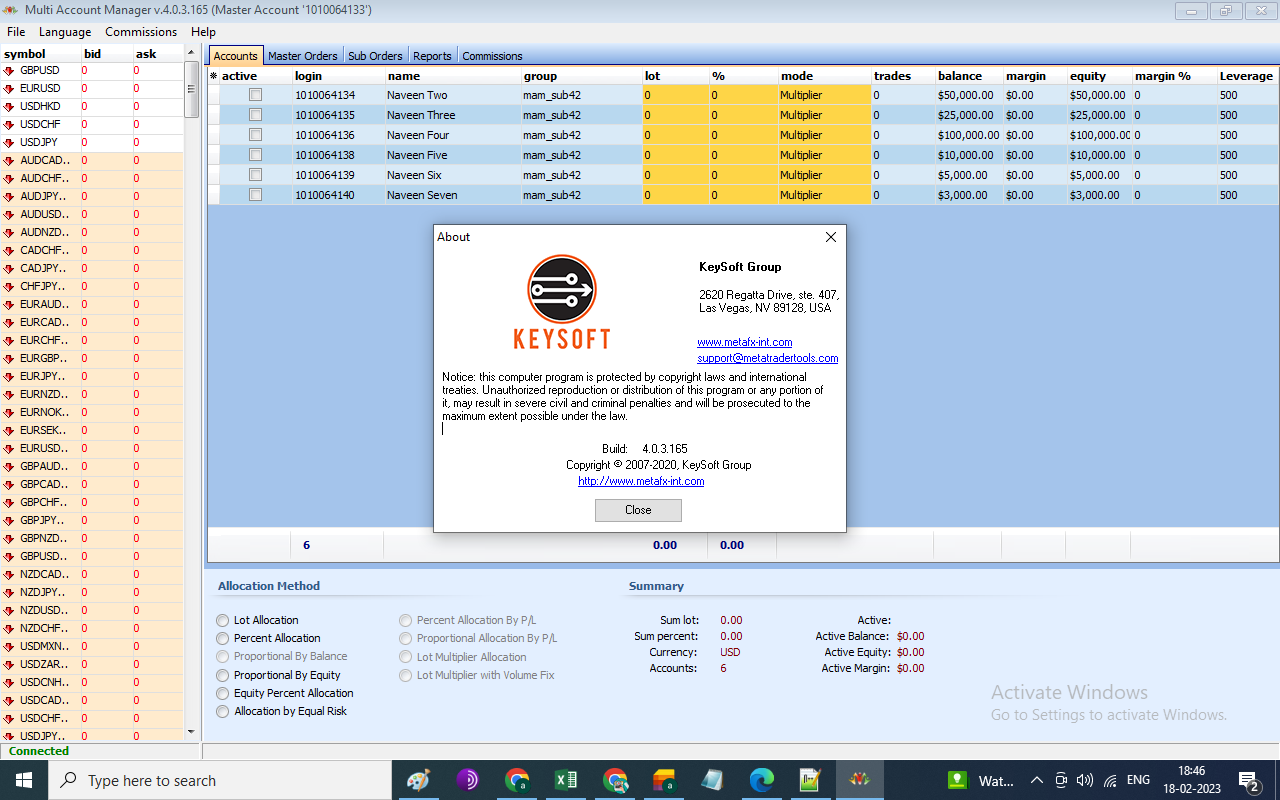 Multi Account Manager v.4.0.3.165 (Master Account '1010064133')
File Language Commissions Help
symbol bid ask
GBPUSD 0 0
EURUSD 0 0
USDHKD 0 0
USDCHF 0 0
USDJPY 0 0
AUDCAD.. 0 0
AUDCHF.. 0 0
AUDJPY.. 0 0
AUDUSD.. 0 0
AUDNZD.. 0 0
CADCHF.. 0 0
CADJPY.. 0 0
CHFJPY.. 0 0
EURAUD.. 0 0
EURCAD.. 0 0
EURCHF.. 0 0
EURGBP.. 0 0
EURJPY.. 0 0
EURNZD.. 0 0
EURNOK.. 0 0
EURSEK.. 0 0
EURUSD.. 0 0
GBPAUD.. 0 0
GBPCAD.. 0 0
GBPCHF.. 0 0
GBPJPY.. 0 0
GBPNZD.. 0 0
GBPUSD.. 0 0
NZDCAD.. 0 0
NZDJPY.. 0 0
NZDUSD.. 0 0
NZDCHF.. 0 0
USDMXN.. 0 0
USDZAR.. 0 0
USDCNH.. 0 0
USDCAD.. 0 0
USDCHF.. 0 0
USDJPY.. 0 0
Connected
Accounts Master Orders Sub Orders Reports Commissions
* active login name group lot % mode trades balance margin equity margin % Leverage
1010064134 Naveen Two mam_sub42 0 0 Multiplier 0 $50,000.00 $0.00 $50,000.00 0 500
1010064135 Naveen Three mam_sub42 0 0 Multiplier 0 $25,000.00 $0.00 $25,000.00 0 500
1010064136 Naveen Four mam_sub42 0 0 Multiplier 0 $100,000.00 $0.00 $100,000.00 0 500
1010064138 Naveen Five mam_sub42 0 0 Multiplier 0 $10,000.00 $0.00 $10,000.00 0 500
1010064139 Naveen Six mam_sub42 0 0 Multiplier 0 $5,000.00 $0.00 $5,000.00 0 500
1010064140 Naveen Seven mam_sub42 0 0 Multiplier 0 $3,000.00 $0.00 $3,000.00 0 500
About
KEYSOFT
KeySoft Group
2620 Regatta Drive, ste. 407,
Las Vegas, NV 89128, USA
www.metafx-int.com
support@metatradertools.com
Notice: this computer program is protected by copyright laws and international
treaties. Unauthorized reproduction or distribution of this program or any portion of
it, may result in severe civil and criminal penalties and will be prosecuted to the
maximum extent possible under the law.
Build: 4.0.3.165
Copyright © 2007-2020, KeySoft Group
http://www.metafx-int.com
Close
6 0.00 0.00
Allocation Method
Lot Allocation
Percent Allocation
Proportional By Balance
Proportional By Equity
Equity Percent Allocation
Allocation by Equal Risk
Percent Allocation By P/L
Proportional Allocation By P/L
Lot Multiplier Allocation
Lot Multiplier with Volume Fix
Summary
Sum lot: 0.00
Sum percent: 0.00
Currency: USD
Accounts: 6
Active:
Active Balance: $0.00
Active Equity: $0.00
Active Margin: $0.00
Activate Windows
Go to Settings to activate Windows.
Type here to search
Wat...
ENG
18:46
18-02-2023
2